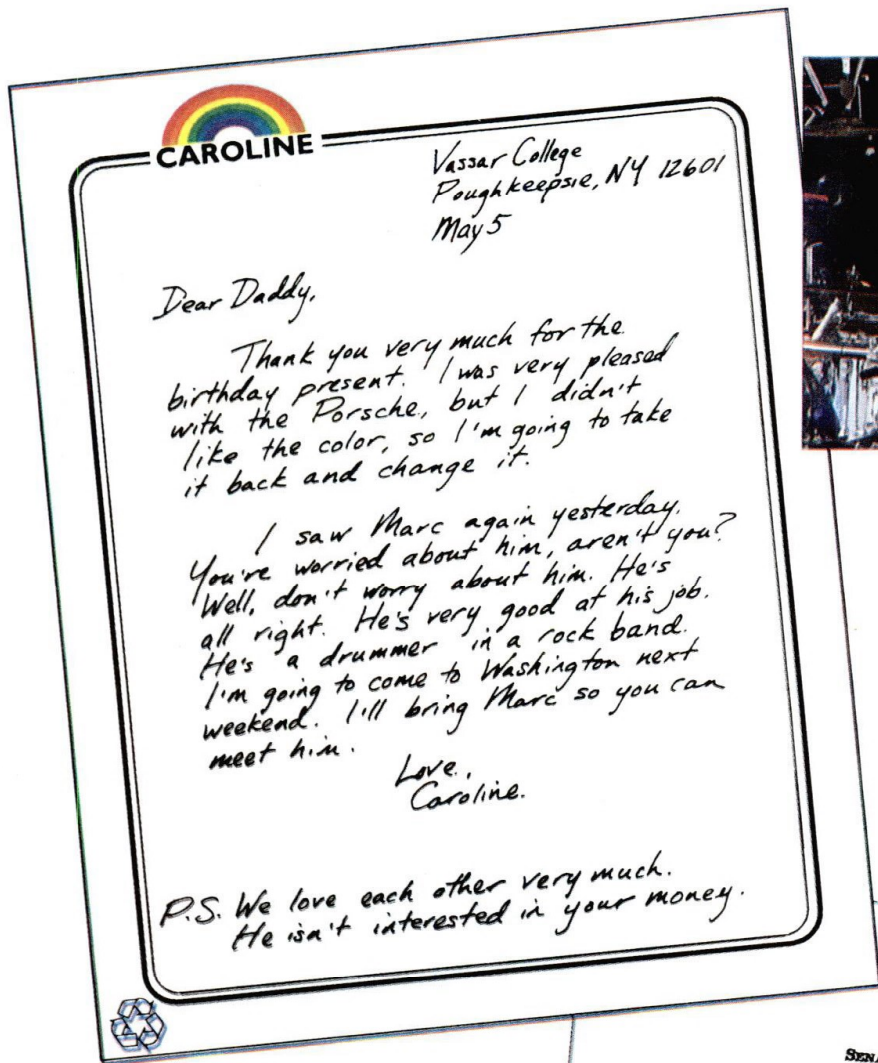 CAROLINE
Vassar College
Poughkeepsie, NY 12601
May 5
Dear Daddy,
Thank you very much for the
birthday present. I was very pleased
with the Porsche, but I didn't
like the color, so I'm going to take
it back and change it.
I saw Marc again yesterday.
You're worried about him, aren't you?
Well, don't worry about him. He's
all right. He's very good at his job.
He's a drummer in a rock band.
I'm going to come to Washington next
weekend. I'll bring Marc so you can
meet him.
Love,
Caroline.
P.S. We love each other very much.
He isn't interested in your money.